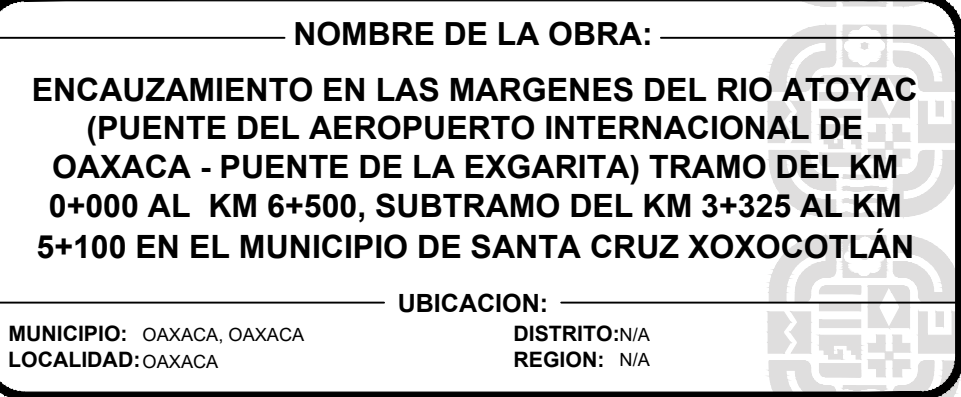 NOMBRE DE LA OBRA:
ENCAUZAMIENTO EN LAS MARGENES DEL RIO ATOYAC
(PUENTE DEL AEROPUERTO INTERNACIONAL DE
OAXACA - PUENTE DE LA EXGARITA) TRAMO DEL KM
0+000 AL KM 6+500, SUBTRAMO DEL KM 3+325 AL KM
5+100 EN EL MUNICIPIO DE SANTA CRUZ XOXOCOTLÁN
UBICACION:
MUNICIPIO: OAXACA, OAXACA DISTRITO:N/A
LOCALIDAD:OAXACA REGION: N/A